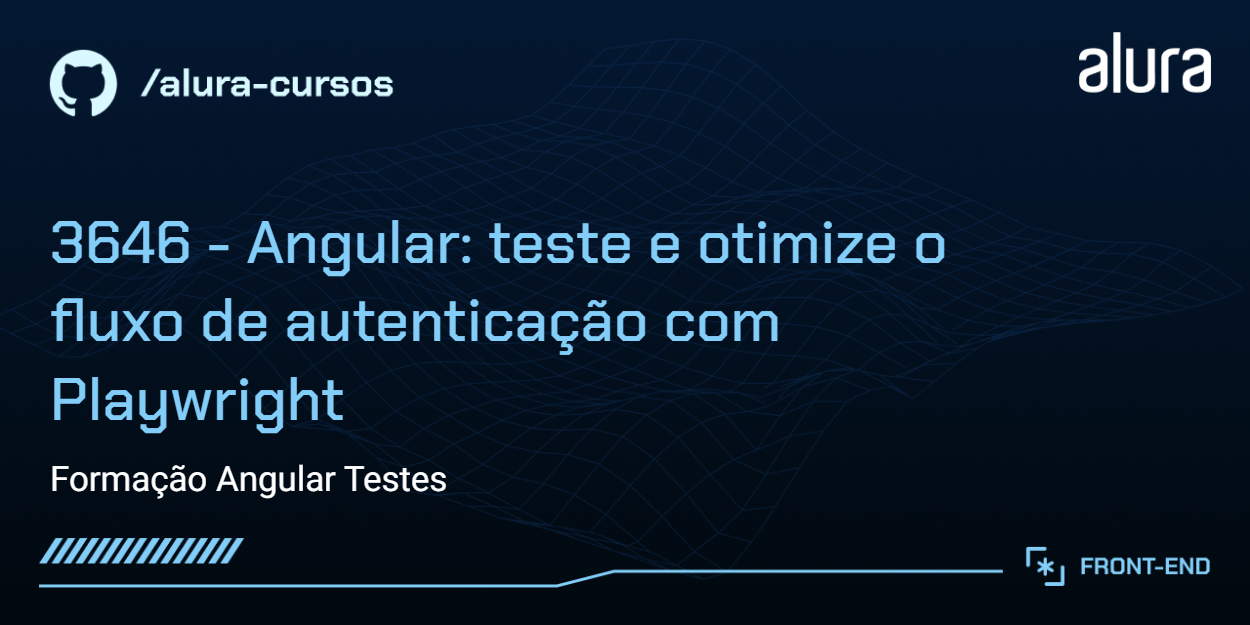 /alura-cursos
alura
3646 - Angular: teste e otimize o
fluxo de autenticação com
Playwright
Formação Angular Testes
FRONT-END